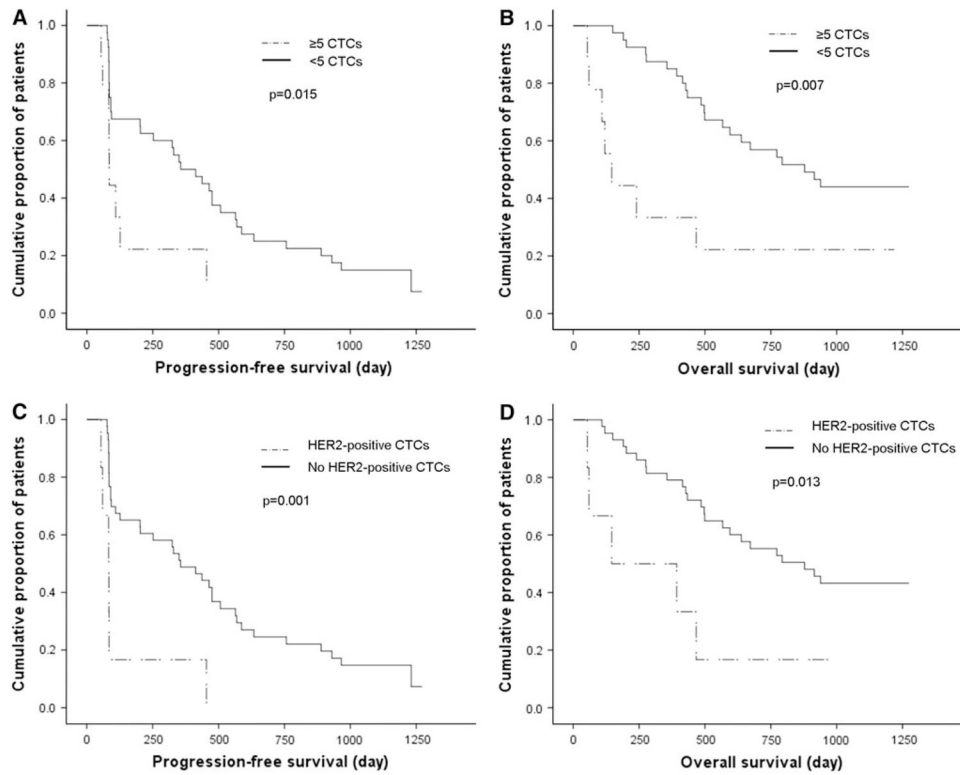 A
1.0
0.8
0.6
0.4
0.2
0.0
Cumulative proportion of patients
≥5 CTCs
<5 CTCs
p=0.015
0 250 500 750 1000 1250
Progression-free survival (day)
B
1.0
0.8
0.6
0.4
0.2
0.0
Cumulative proportion of patients
≥5 CTCs
<5 CTCs
p=0.007
0 250 500 750 1000 1250
Overall survival (day)
C
1.0
0.8
0.6
0.4
0.2
0.0
Cumulative proportion of patients
HER2-positive CTCs
No HER2-positive CTCs
p=0.001
0 250 500 750 1000 1250
Progression-free survival (day)
D
1.0
0.8
0.6
0.4
0.2
0.0
Cumulative proportion of patients
HER2-positive CTCs
No HER2-positive CTCs
p=0.013
0 250 500 750 1000 1250
Overall survival (day)